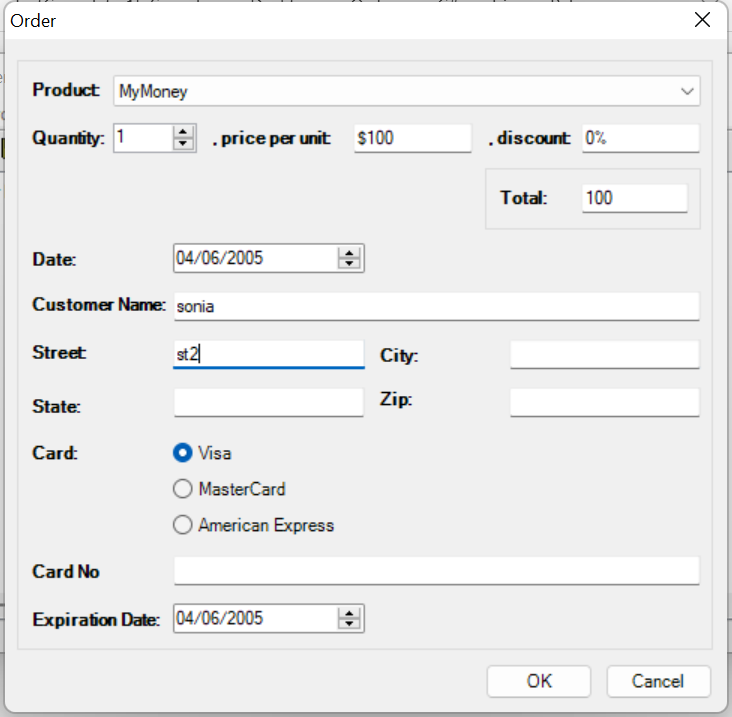 Order
Product: MyMoney
Quantity: 1 . price per unit: $100 . discount: 0%
Total: 100
Date: 04/06/2005
Customer Name: sonia
Street: st2 City:
State: Zip:
Card: Visa
MasterCard
American Express
Card No
Expiration Date: 04/06/2005
OK Cancel